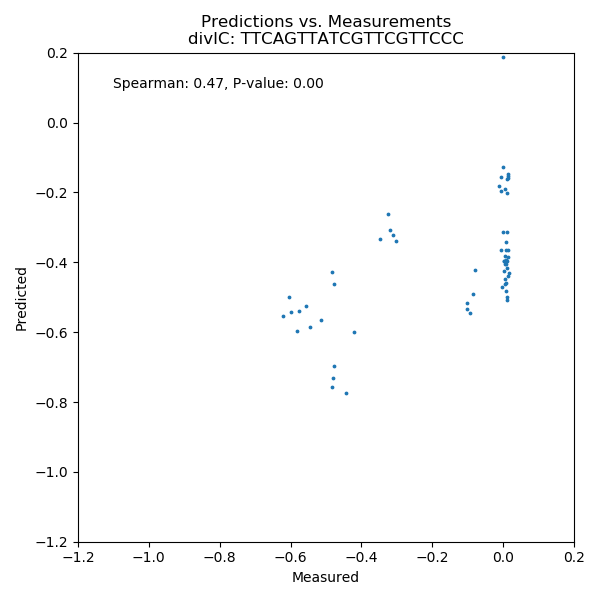 Predictions vs. Measurements
divIC: TTCAGTTATCGTTCGTTCCC
Spearman: 0.47, P-value: 0.00
0.2
0.0
−0.2
−0.4
−0.6
−0.8
−1.0
−1.2
Predicted
−1.2 −1.0 −0.8 −0.6 −0.4 −0.2 0.0 0.2
Measured